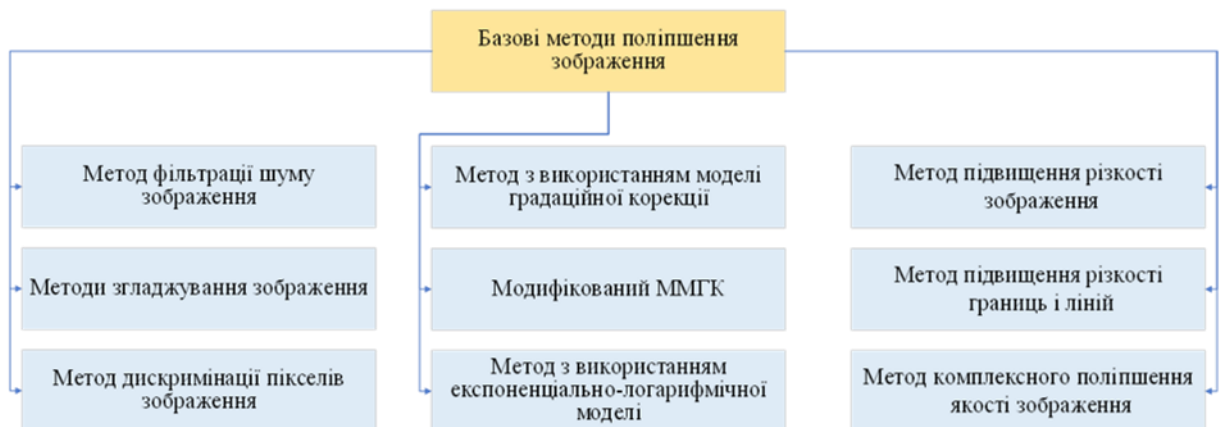 Базові методи поліпшення
зображення
Метод фільтрації шуму
зображення
Методи згладжування зображення
Метод дискримінації пікселів
зображення
Метод з використанням моделі
градаційної корекції
Модифікований ММГК
Метод з використанням
експоненціально-логарифмічної
моделі
Метод підвищення різкості
зображення
Метод підвищення різкості
границь і ліній
Метод комплексного поліпшення
якості зображення